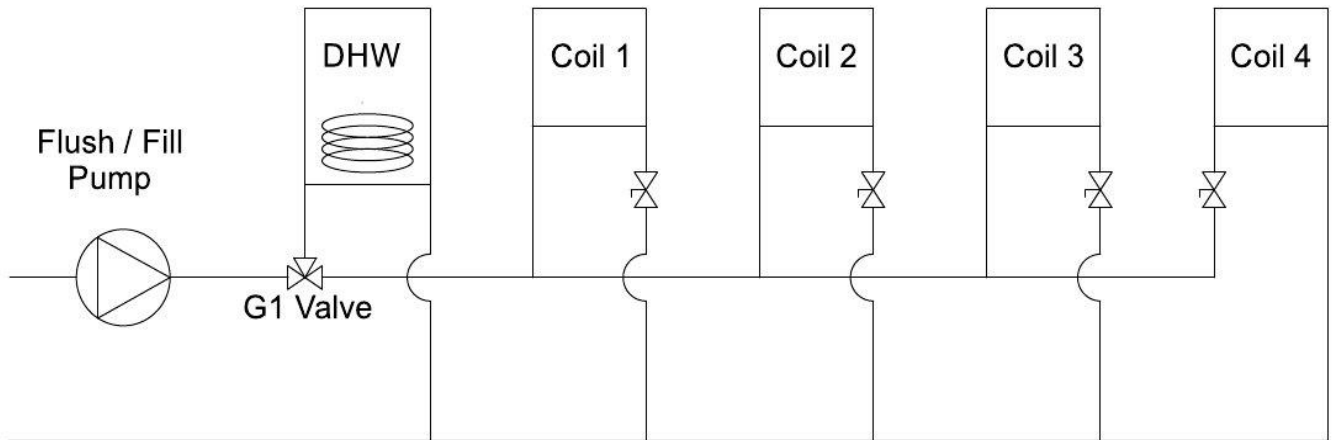 DHW
Coil 1
Coil 2
Coil 3
Coil 4
Flush / Fill
Pump
G1 Valve